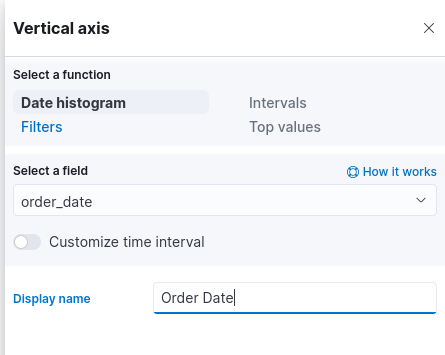 Vertical axis
Select a function
Date histogram Intervals
Filters Top values
Select a field How it works
order_date
Customize time interval
Display name Order Date